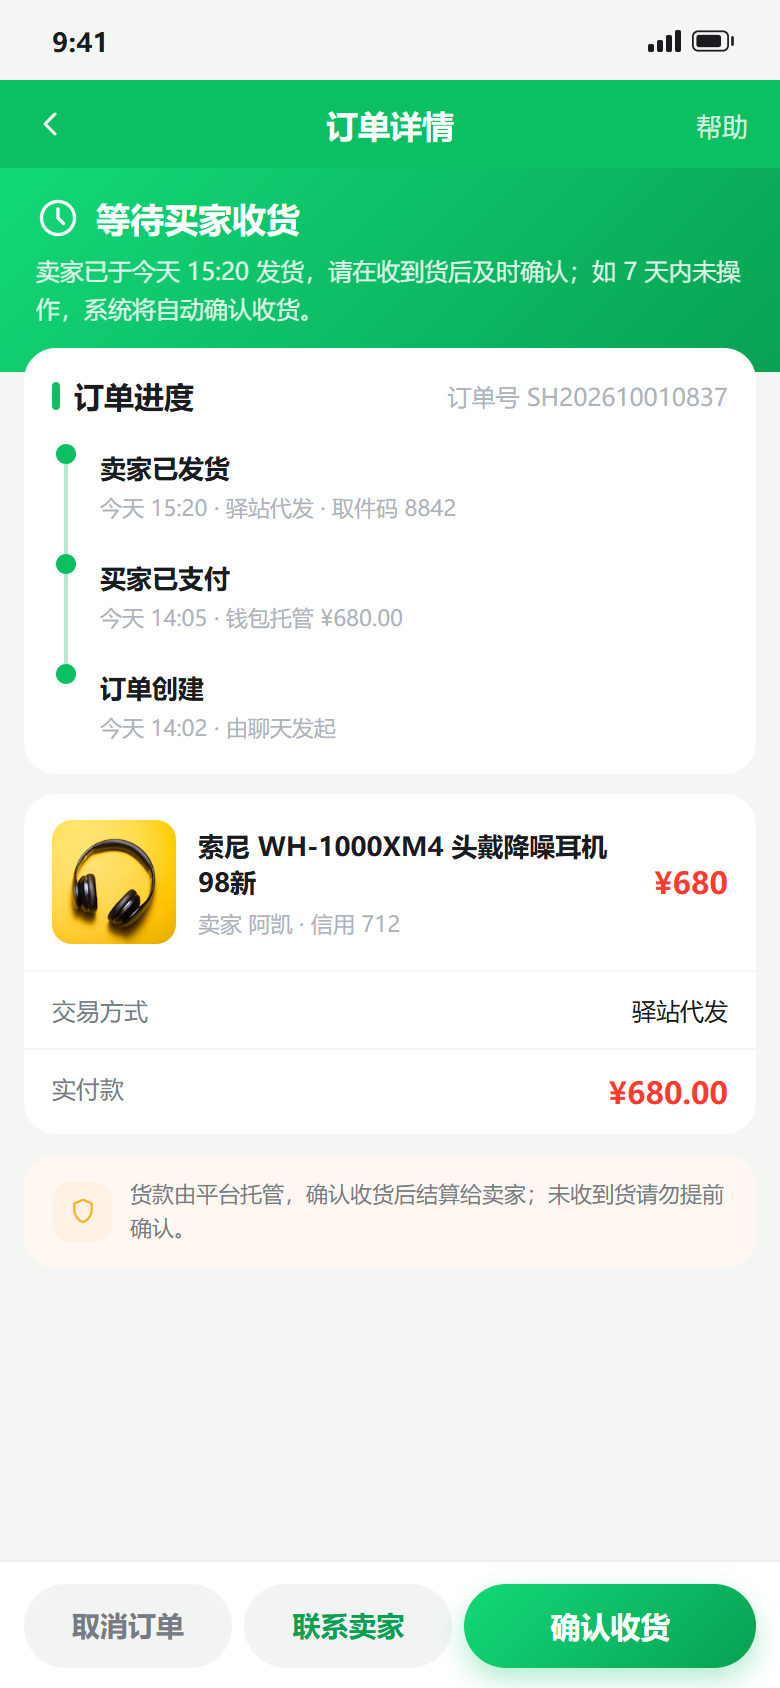 9:41
订单详情
帮助
等待买家收货
卖家已于今天 15:20 发货，请在收到货后及时确认；如 7 天内未操
作，系统将自动确认收货。
订单进度
订单号 SH202610010837
卖家已发货
今天 15:20 · 驿站代发 · 取件码 8842
买家已支付
今天 14:05 · 钱包托管 ¥680.00
订单创建
今天 14:02 · 由聊天发起
索尼 WH-1000XM4 头戴降噪耳机
98新
¥680
卖家 阿凯 · 信用 712
交易方式
驿站代发
实付款
¥680.00
货款由平台托管，确认收货后结算给卖家；未收到货请勿提前
确认。
取消订单
联系卖家
确认收货